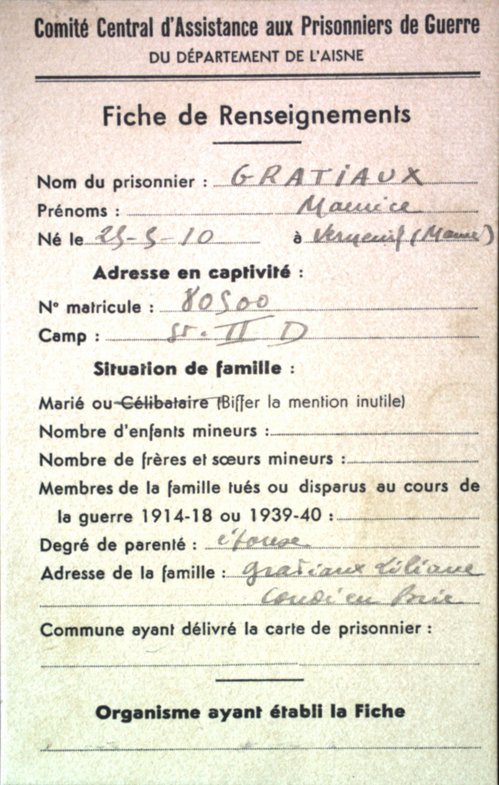 Comité Central d'Assistance aux Prisonniers de Guerre
DU DÉPARTEMENT DE L'AISNE
Fiche de Renseignements
Nom du prisonnier : GRATIAUX
Prénoms : Maurice
Né le 25-5-10 à Verneuil (Marne)
Adresse en captivité :
N° matricule : 80500
Camp : St. II D
Situation de famille :
Marié ou Célibataire (Biffer la mention inutile)
Nombre d'enfants mineurs :
Nombre de frères et sœurs mineurs :
Membres de la famille tués ou disparus au cours de
la guerre 1914-18 ou 1939-40 :
Degré de parenté : épouse
Adresse de la famille : Gratiaux Liliane
Condé en Brie
Commune ayant délivré la carte de prisonnier :
Organisme ayant établi la Fiche